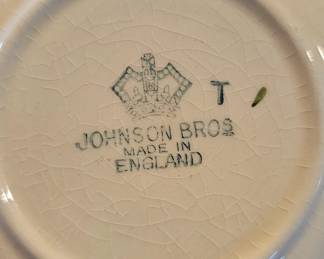 T
JOHNSON BROS
MADE IN
ENGLAND